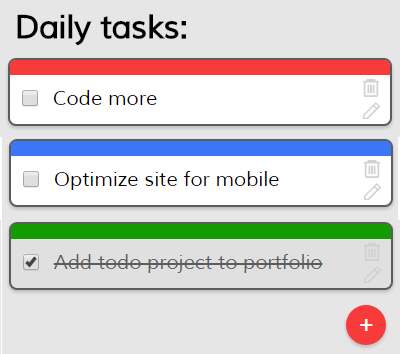 Daily tasks:
Code more
Optimize site for mobile
Add todo project to portfolio
+